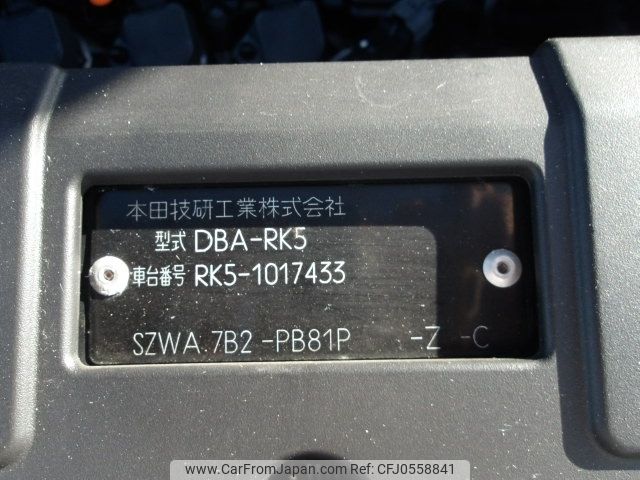 本田技研工業株式会社
型式 DBA-RK5
車台番号 RK5-1017433
SZWA 7B2 -PB81P -Z -C
www.CarFromJapan.com CFJ0558841